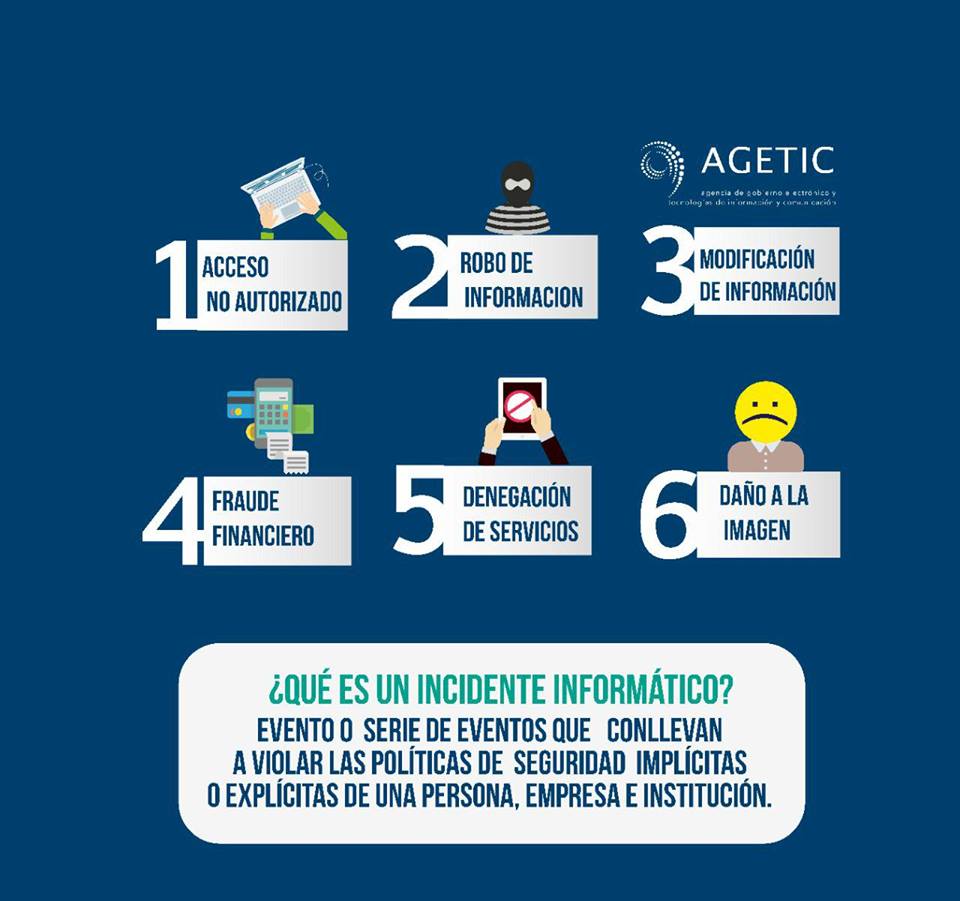 AGETIC
agencia de gobierno electrónico y
tecnologías de información y comunicación
1 ACCESO
NO AUTORIZADO
2 ROBO DE
INFORMACION
3 MODIFICACIÓN
DE INFORMACIÓN
4 FRAUDE
FINANCIERO
5 DENEGACIÓN
DE SERVICIOS
6 DAÑO A LA
IMAGEN
¿QUÉ ES UN INCIDENTE INFORMÁTICO?
EVENTO O SERIE DE EVENTOS QUE CONLLEVAN
A VIOLAR LAS POLÍTICAS DE SEGURIDAD IMPLÍCITAS
O EXPLÍCITAS DE UNA PERSONA, EMPRESA E INSTITUCIÓN.